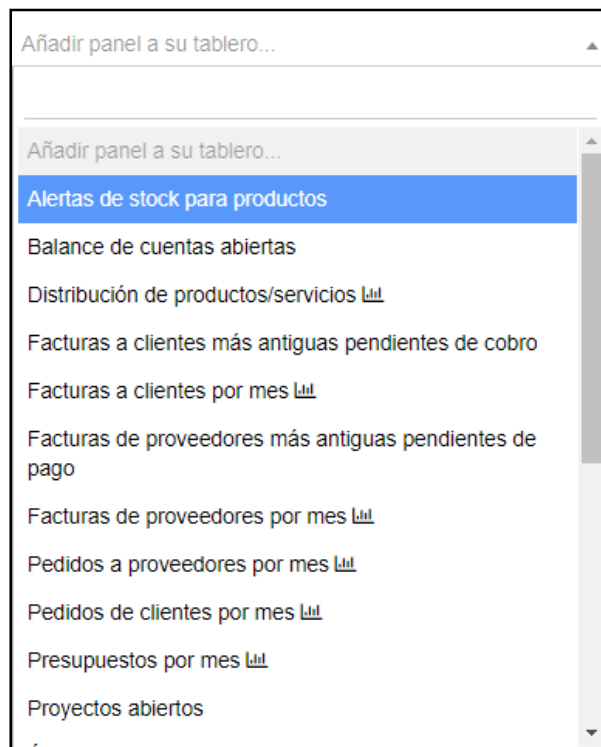 Añadir panel a su tablero...
Añadir panel a su tablero...
Alertas de stock para productos
Balance de cuentas abiertas
Distribución de productos/servicios
Facturas a clientes más antiguas pendientes de cobro
Facturas a clientes por mes
Facturas de proveedores más antiguas pendientes de
pago
Facturas de proveedores por mes
Pedidos a proveedores por mes
Pedidos de clientes por mes
Presupuestos por mes
Proyectos abiertos